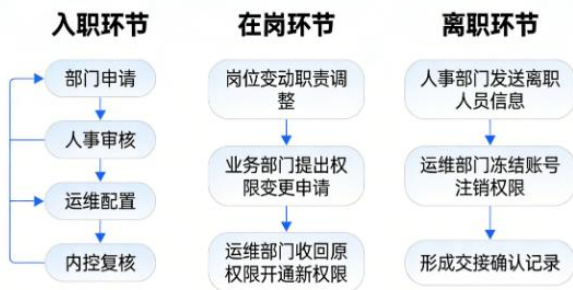 入职环节
部门申请
人事审核
运维配置
内控复核
在岗环节
岗位变动职责调
整
业务部门提出权
限变更申请
运维部门收回原
权限开通新权限
离职环节
人事部门发送离职
人员信息
运维部门冻结账号
注销权限
形成交接确认记录